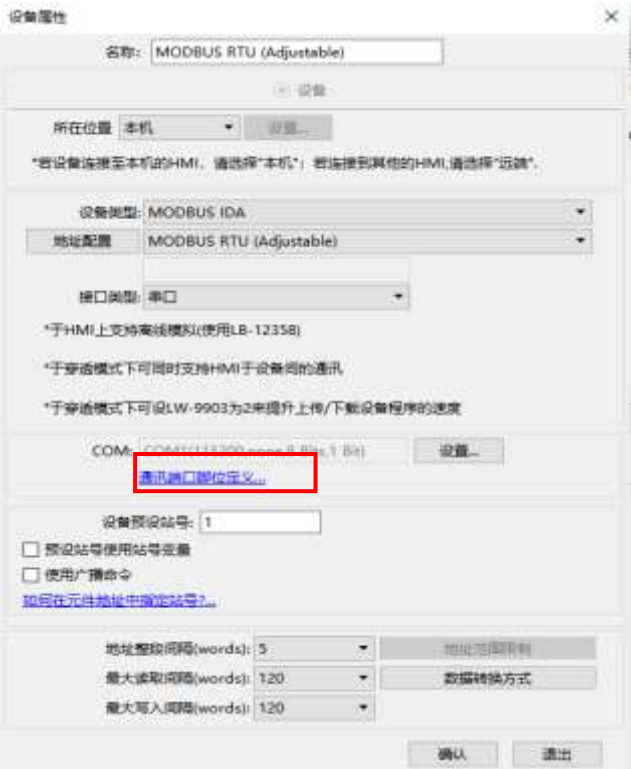 设备属性
名称: MODBUS RTU (Adjustable)
设备
所在位置 本机 设置...
*若设备连接至本机的HMI，请选择"本机"；若连接到其他的HMI,请选择"远端".
设备类型: MODBUS IDA
地址配置 MODBUS RTU (Adjustable)
接口类型: 串口
*于HMI上支持离线模拟(使用LB-12358)
*于穿透模式下可同时支持HMI于设备间的通讯
*于穿透模式下可设LW-9903为2来提升上传/下载设备程序的速度
COM: COM1(115200,none,8 Bits,1 Bit) 设置...
通讯端口脚位定义...
设备预设站号: 1
预设站号使用站号变量
使用广播命令
如何在元件地址中指定站号?...
地址整段间隔(words): 5 地址范围限制
最大读取间隔(words): 120 数据转换方式
最大写入间隔(words): 120
确认 退出